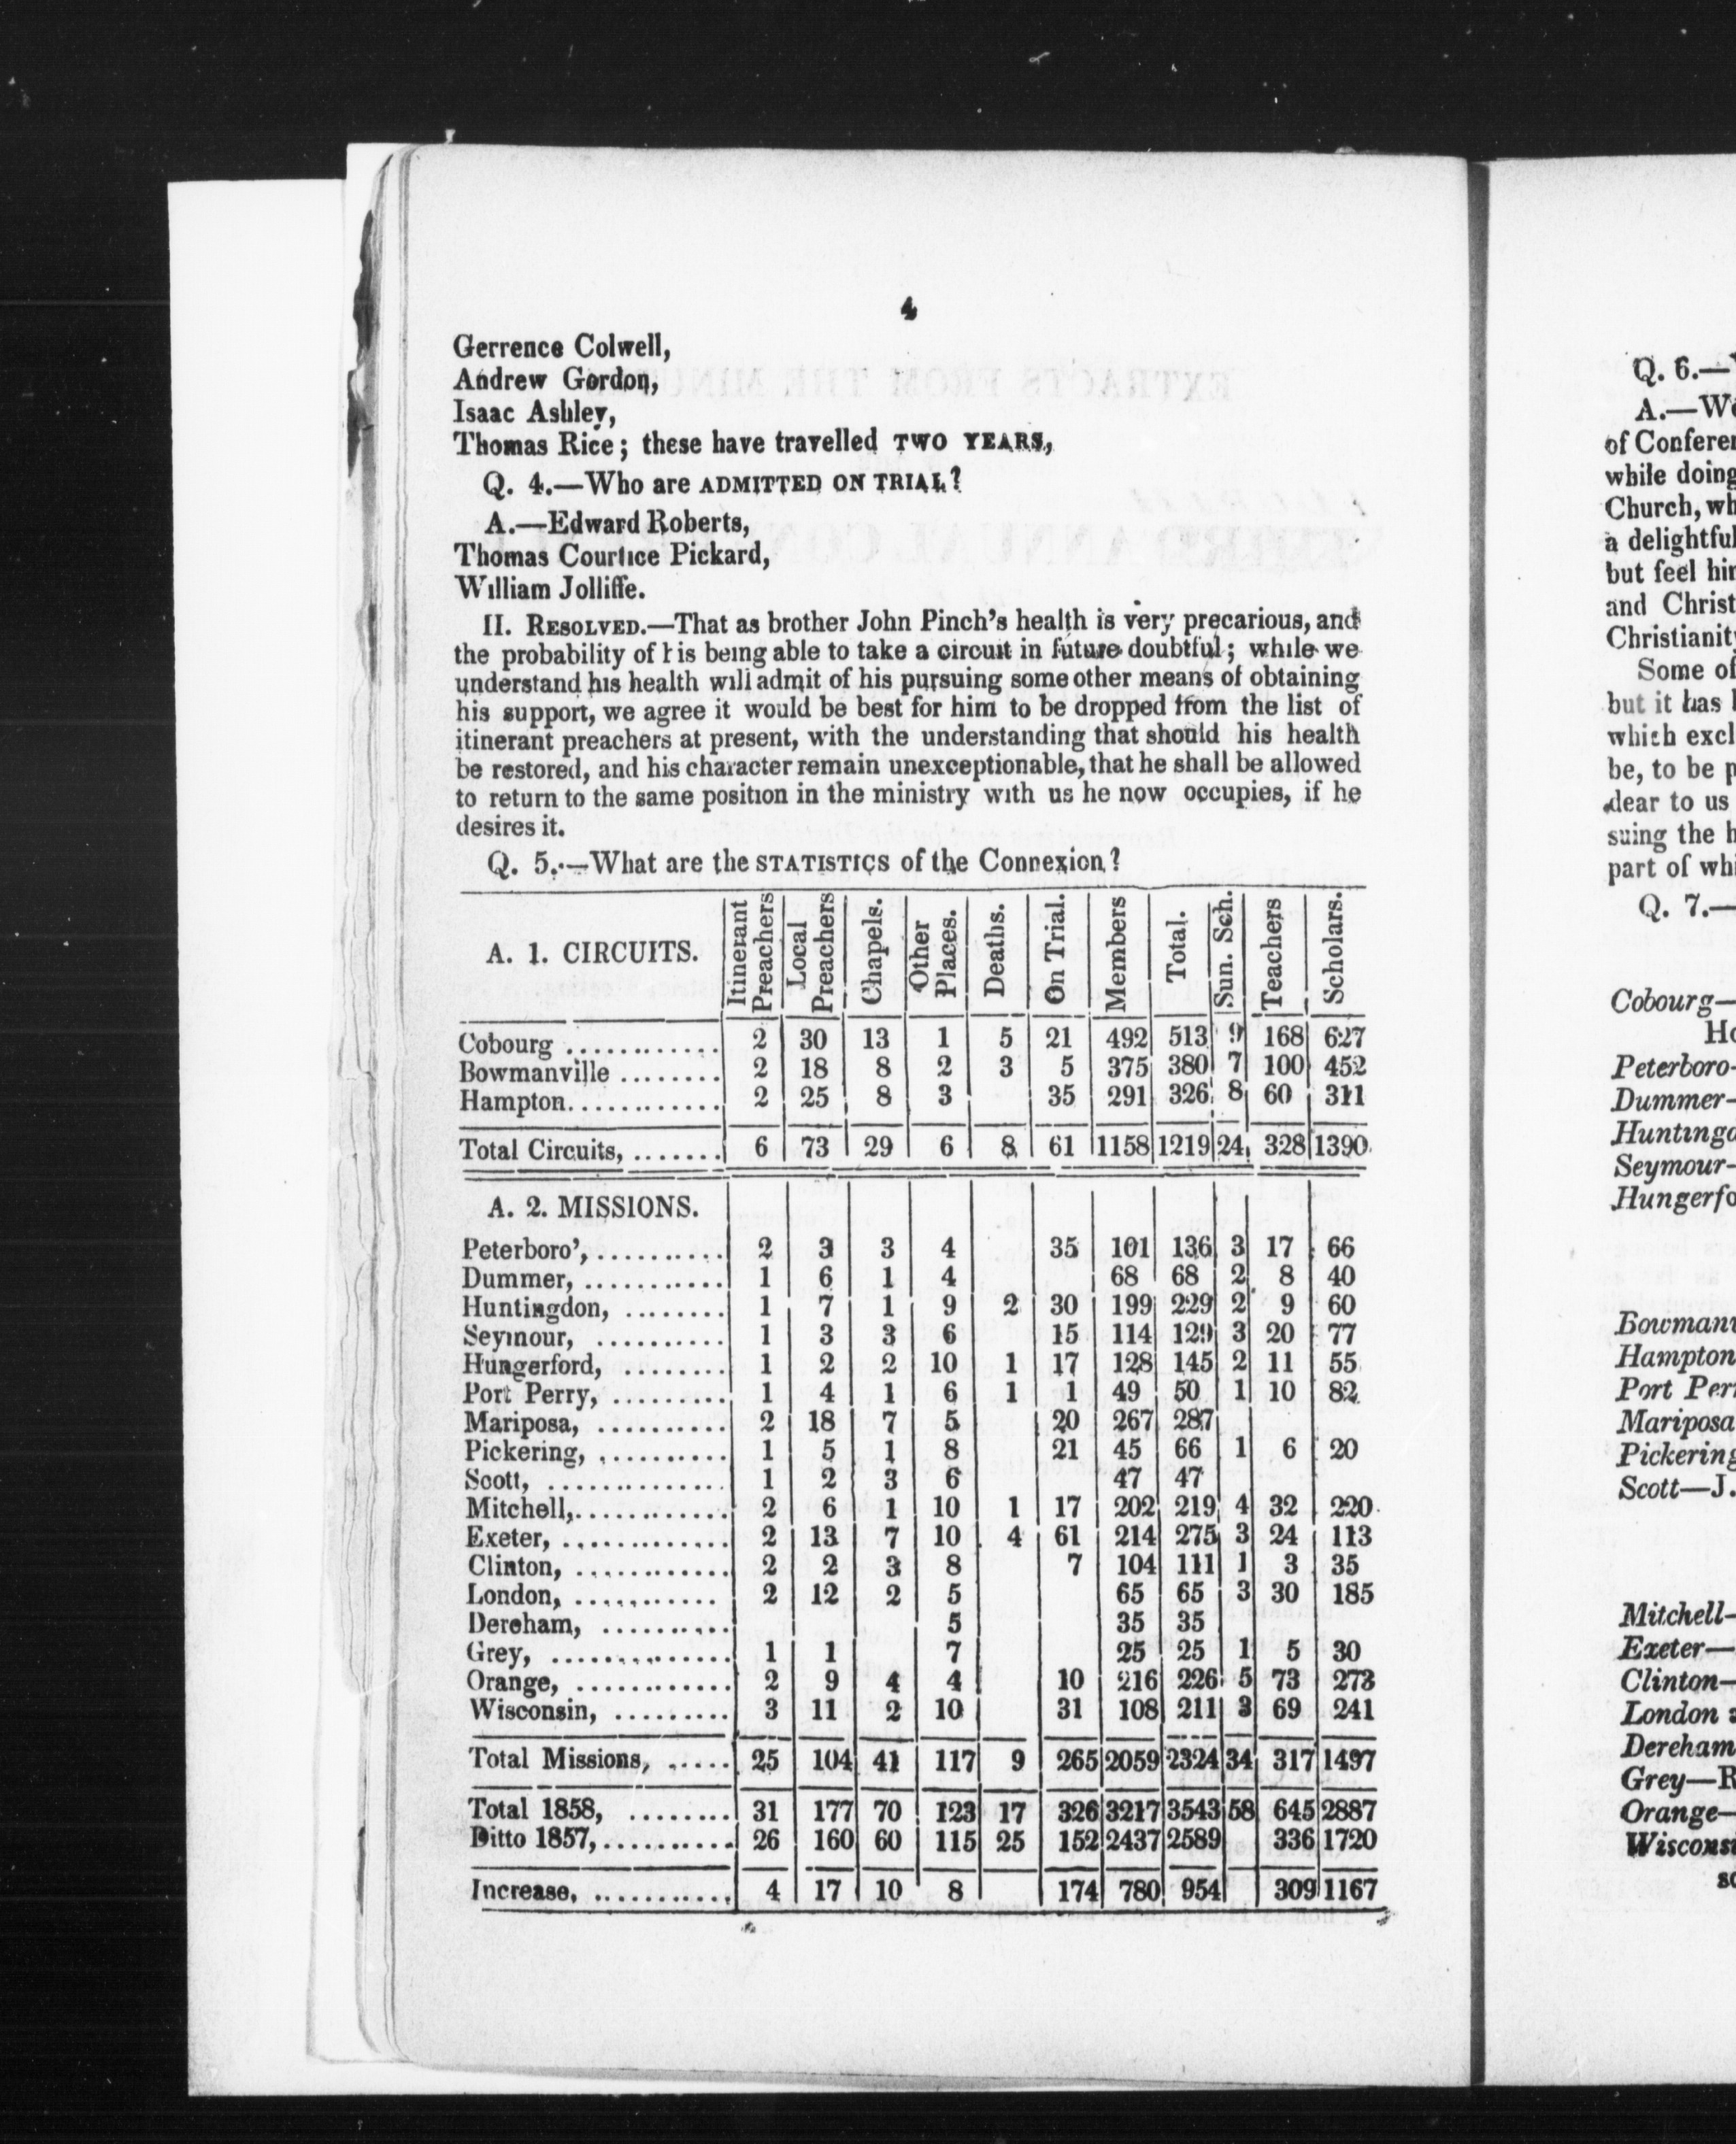 4
Gerrence Colwell,
Andrew Gordon,
Isaac Ashley,
Thomas Rice; these have travelled TWO YEARS,
Q. 4.—Who are ADMITTED ON TRIAL?
A.—Edward Roberts,
Thomas Courtice Pickard,
William Jolliffe.
II. RESOLVED.—That as brother John Pinch's health is very precarious, and
the probability of his being able to take a circuit in future doubtful; while we
understand his health will admit of his pursuing some other means of obtaining
his support, we agree it would be best for him to be dropped from the list of
itinerant preachers at present, with the understanding that should his health
be restored, and his character remain unexceptionable, that he shall be allowed
to return to the same position in the ministry with us he now occupies, if he
desires it.
Q. 5.—What are the STATISTICS of the Connexion?
A. 1. CIRCUITS. Itinerant Preachers Local Preachers Chapels. Other Places. Deaths. On Trial. Members Total. Sun. Sch. Teachers Scholars.
Cobourg ............ 2 30 13 1 5 21 492 513 9 168 627
Bowmanville ........ 2 18 8 2 3 5 375 380 7 100 452
Hampton............ 2 25 8 3 35 291 326 8 60 311
Total Circuits, ....... 6 73 29 6 8 61 1158 1219 24 328 1390
A. 2. MISSIONS.
Peterboro', .......... 2 3 3 4 35 101 136 3 17 66
Dummer, ........... 1 6 1 4 68 68 2 8 40
Huntingdon, ........ 1 7 1 9 2 30 199 229 2 9 60
Seymour, .......... 1 3 3 6 15 114 129 3 20 77
Hungerford, ........ 1 2 2 10 1 17 128 145 2 11 55
Port Perry, ......... 1 4 1 6 1 1 49 50 1 10 82
Mariposa, .......... 2 18 7 5 20 267 287
Pickering, .......... 1 5 1 8 21 45 66 1 6 20
Scott, .............. 1 2 3 6 47 47
Mitchell,............ 2 6 1 10 1 17 202 219 4 32 220
Exeter, ............. 2 13 7 10 4 61 214 275 3 24 113
Clinton, ............ 2 2 3 8 7 104 111 1 3 35
London, ........... 2 12 2 5 65 65 3 30 185
Dereham, .......... 5 35 35
Grey, .............. 1 1 7 25 25 1 5 30
Orange, ............ 2 9 4 4 10 216 226 5 73 273
Wisconsin, ......... 3 11 2 10 31 108 211 3 69 241
Total Missions, ..... 25 104 41 117 9 265 2059 2324 34 317 1497
Total 1858, ........ 31 177 70 123 17 326 3217 3543 58 645 2887
Ditto 1857,.......... 26 160 60 115 25 152 2437 2589 336 1720
Increase, ........... 4 17 10 8 174 780 954 309 1167
Q. 6.—
A.—We
of Conferen
while doing
Church, wh
a delightful
but feel him
and Christ
Christianity
Some of
but it has
which excl
be, to be p
dear to us
suing the h
part of whi
Q. 7.—
Cobourg—
Ho
Peterboro-
Dummer-
Huntingd
Seymour-
Hungerfo
Bowmanv
Hampton
Port Perr
Mariposa
Pickering
Scott—J.
Mitchell-
Exeter—
Clinton—
London
Dereham
Grey—R
Orange—
Wisconsi
so